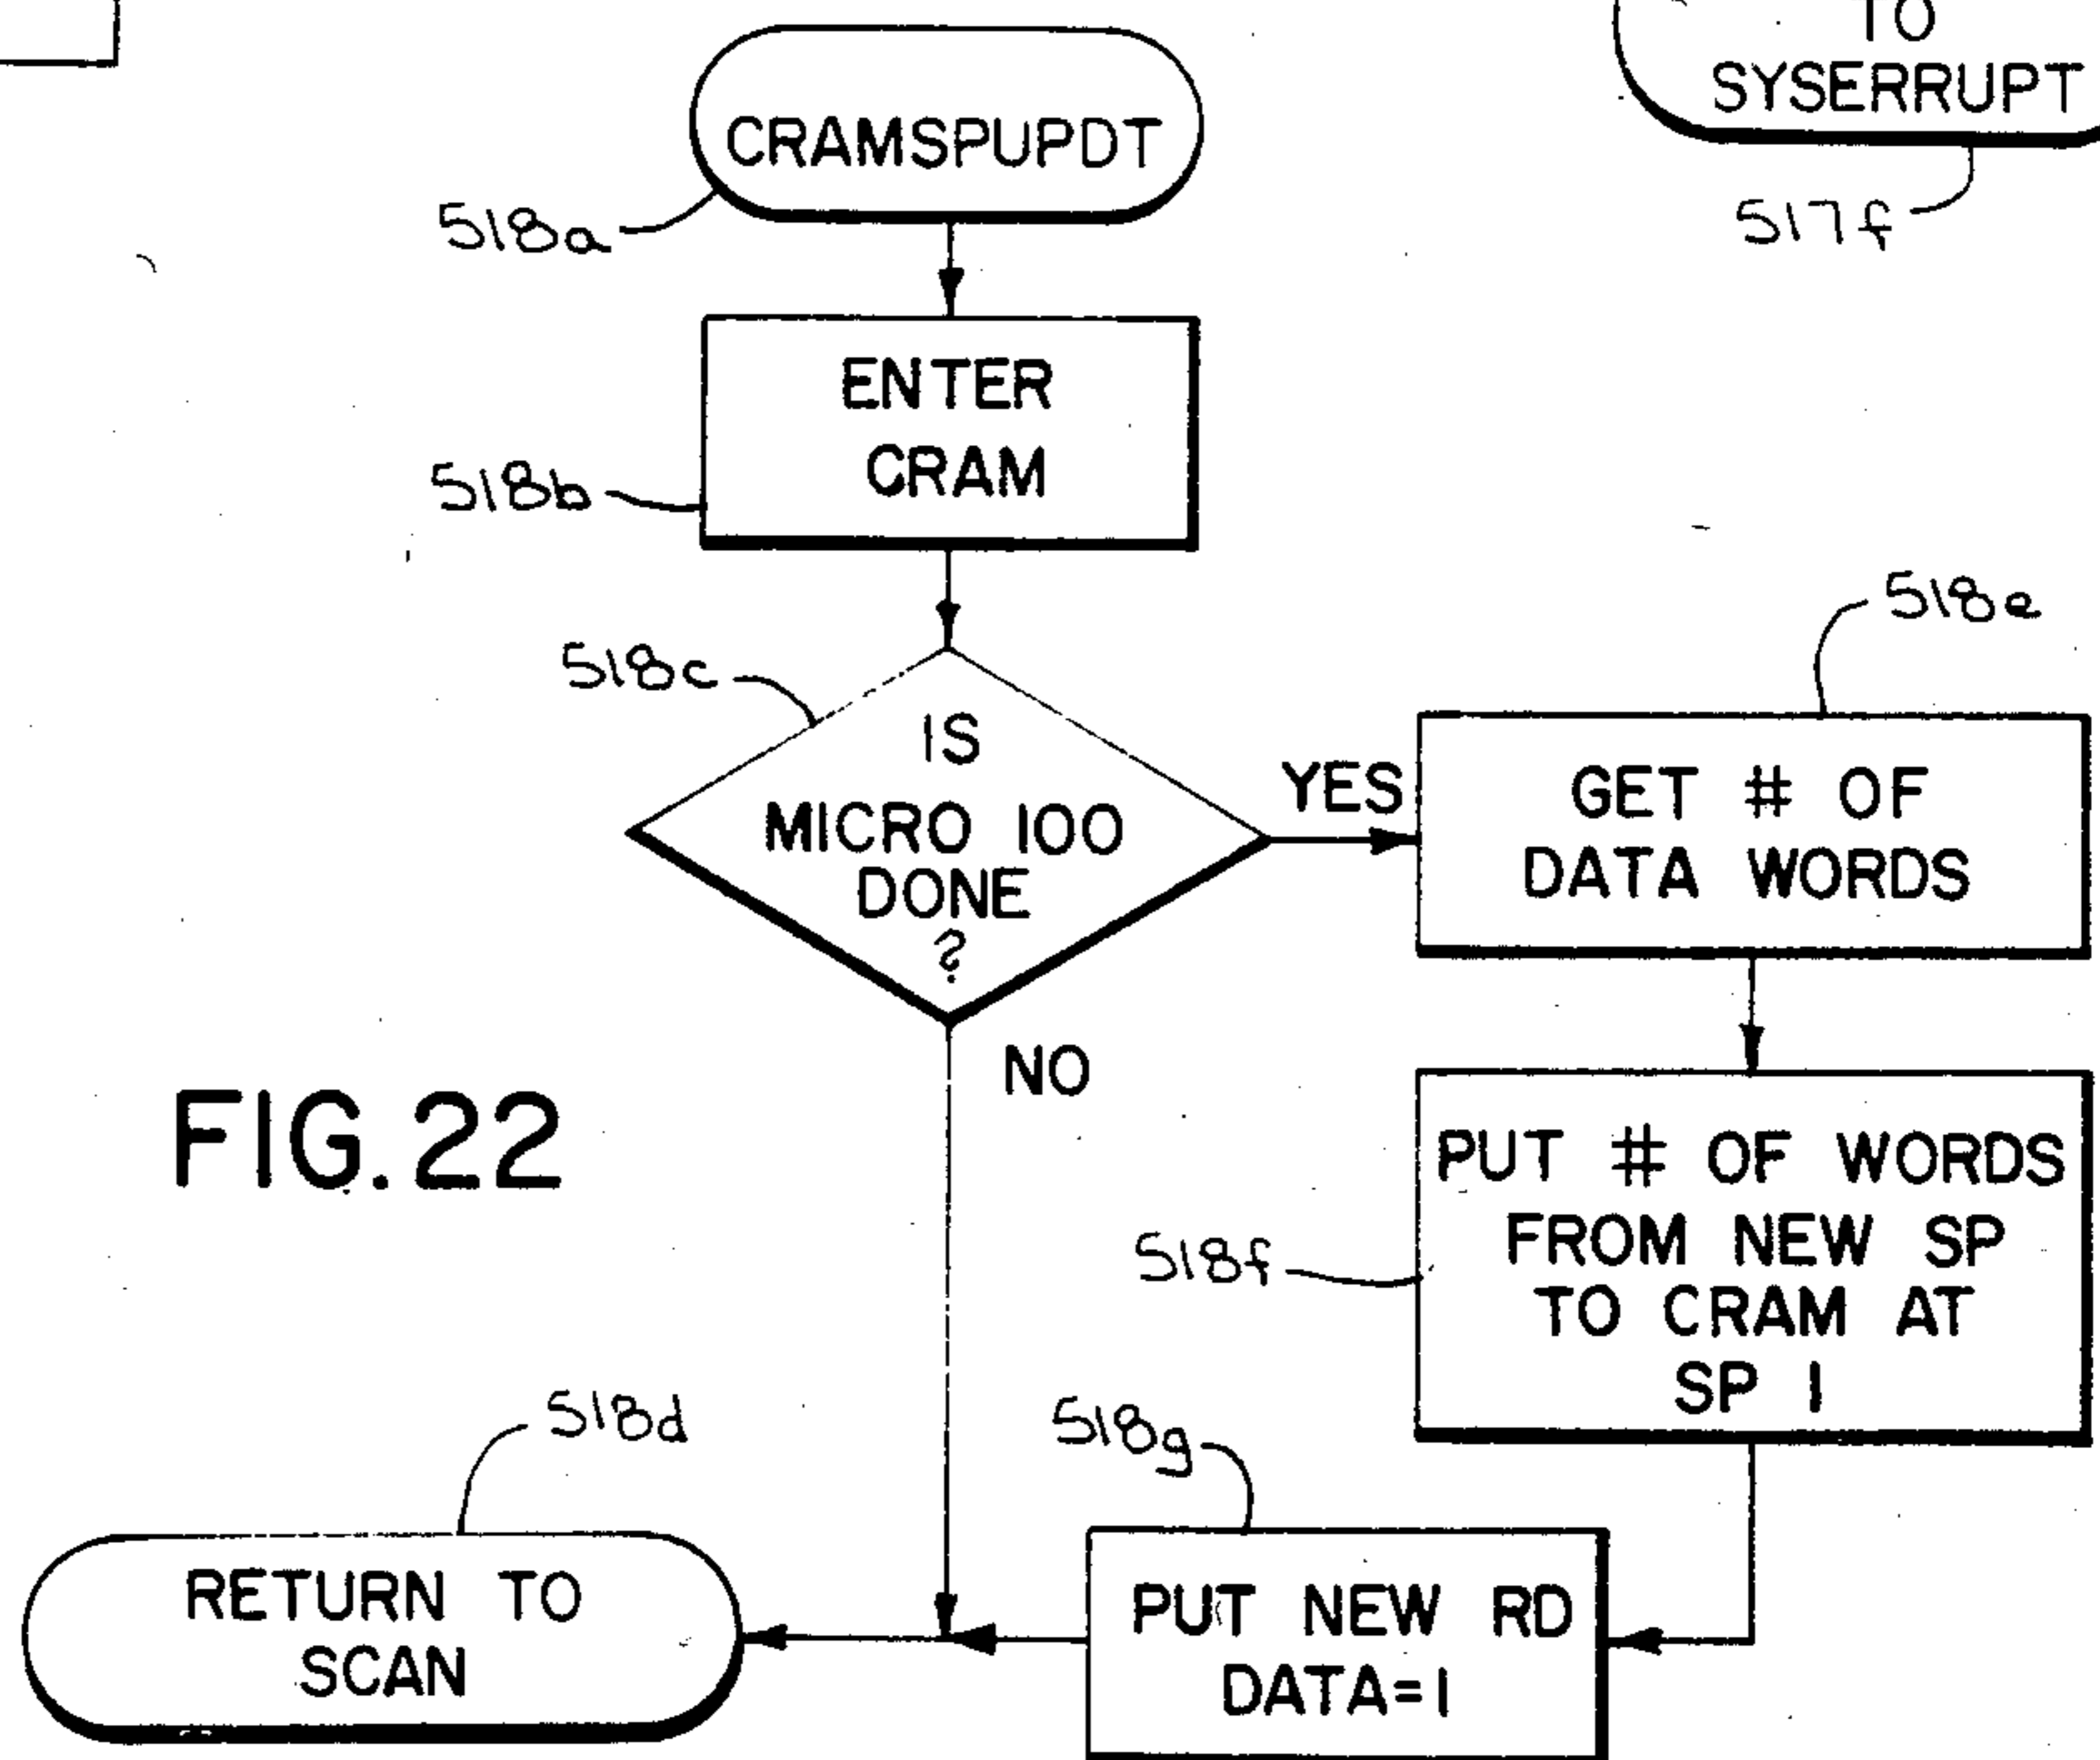 TO
SYSERRUPT
517f
CRAMSPUPDT
518a
ENTER
CRAM
518b
518c
IS
MICRO 100
DONE
?
YES
NO
518e
GET # OF
DATA WORDS
PUT # OF WORDS
FROM NEW SP
TO CRAM AT
SP 1
518f
FIG.22
518d
RETURN TO
SCAN
518g
PUT NEW RD
DATA=1